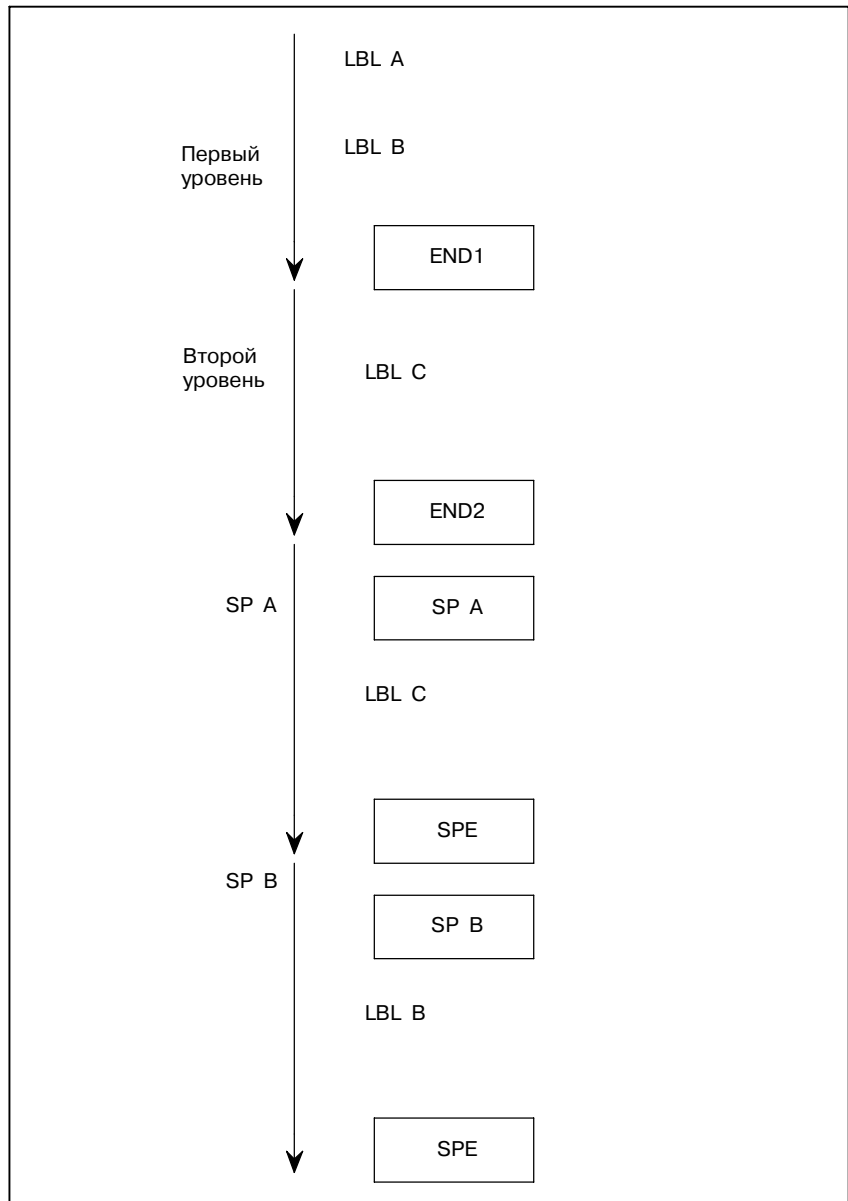 LBL A
LBL B
Первый
уровень
END1
Второй
уровень
LBL C
END2
SP A
SP A
LBL C
SPE
SP B
SP B
LBL B
SPE